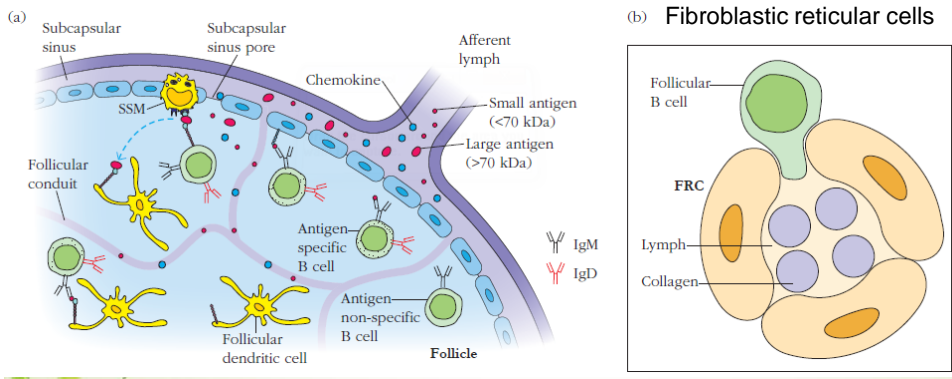 (a)
Subcapsular
sinus
Subcapsular
sinus pore
Afferent
lymph
Chemokine
SSM
Small antigen
(<70 kDa)
Large antigen
(>70 kDa)
Follicular
conduit
Antigen-
specific
B cell
IgM
IgD
Antigen
non-specific
B cell
Follicular
dendritic cell
Follicle
(b) Fibroblastic reticular cells
Follicular
B cell
FRC
Lymph
Collagen